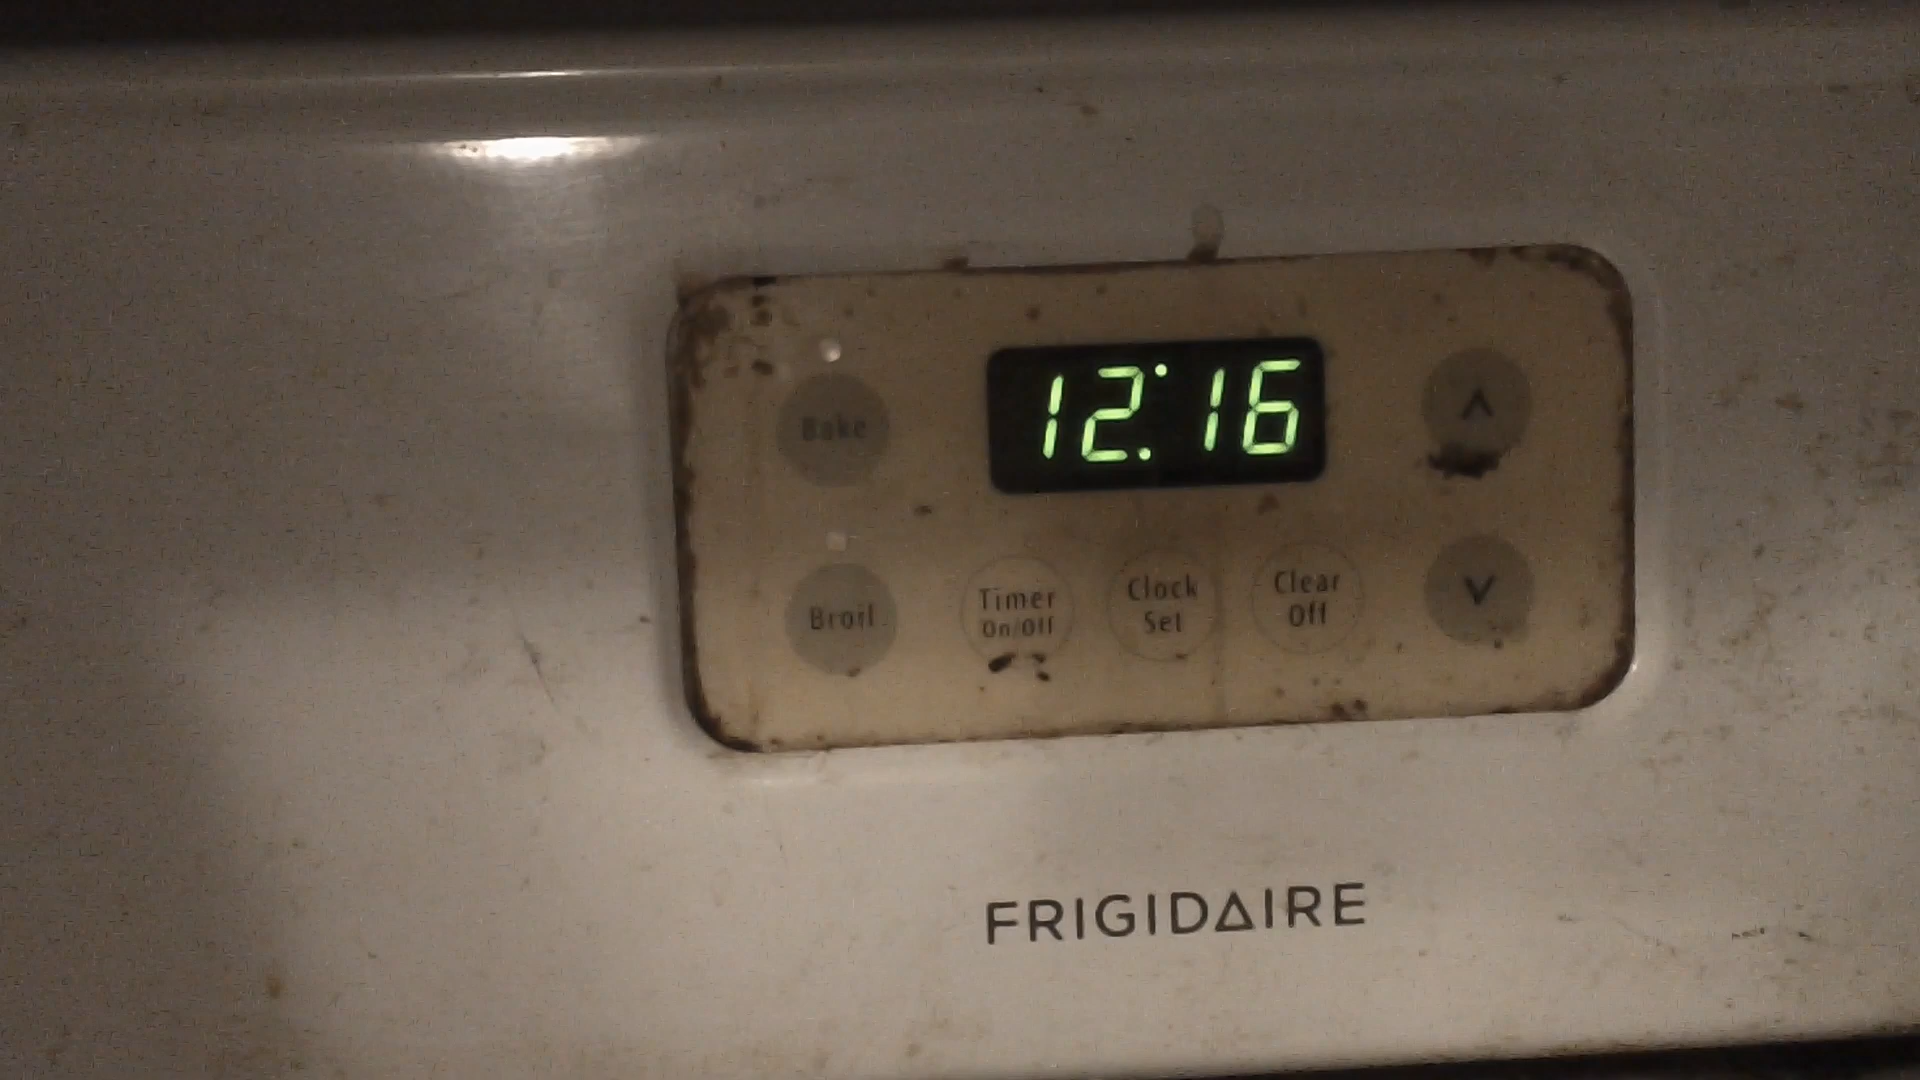 12:16
Bake
Broil
Timer
On/Off
Clock
Set
Clear
Off
FRIGIDAIRE